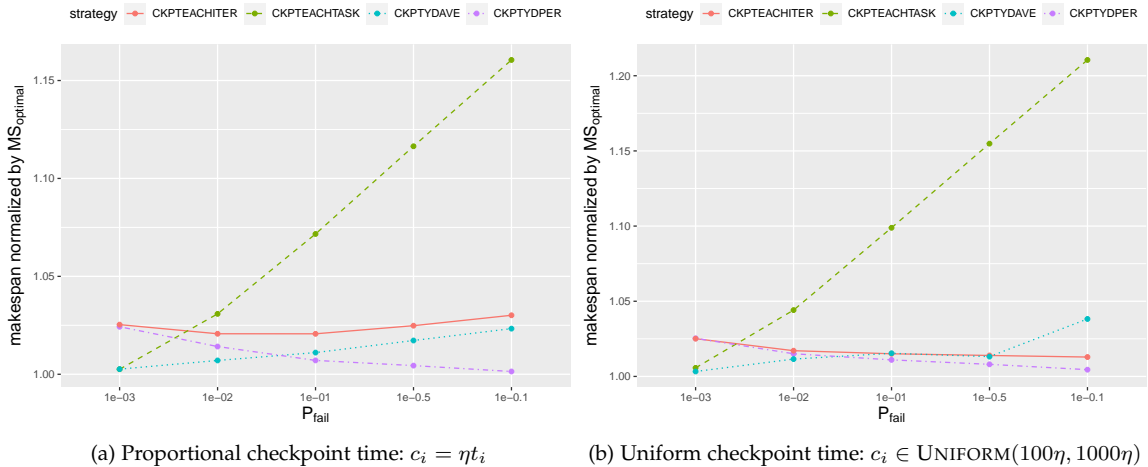 strategy CKPTEACHITER CKPTEACHTASK CKPTYDAVE CKPTYDPER
1.15
1.10
1.05
1.00
makespan normalized by MSoptimal
1e−03 1e−02 1e−01 1e−0.5 1e−0.1
Pfail
(a) Proportional checkpoint time: ci = ηti
strategy CKPTEACHITER CKPTEACHTASK CKPTYDAVE CKPTYDPER
1.20
1.15
1.10
1.05
1.00
makespan normalized by MSoptimal
1e−03 1e−02 1e−01 1e−0.5 1e−0.1
Pfail
(b) Uniform checkpoint time: ci ∈ UNIFORM(100η, 1000η)